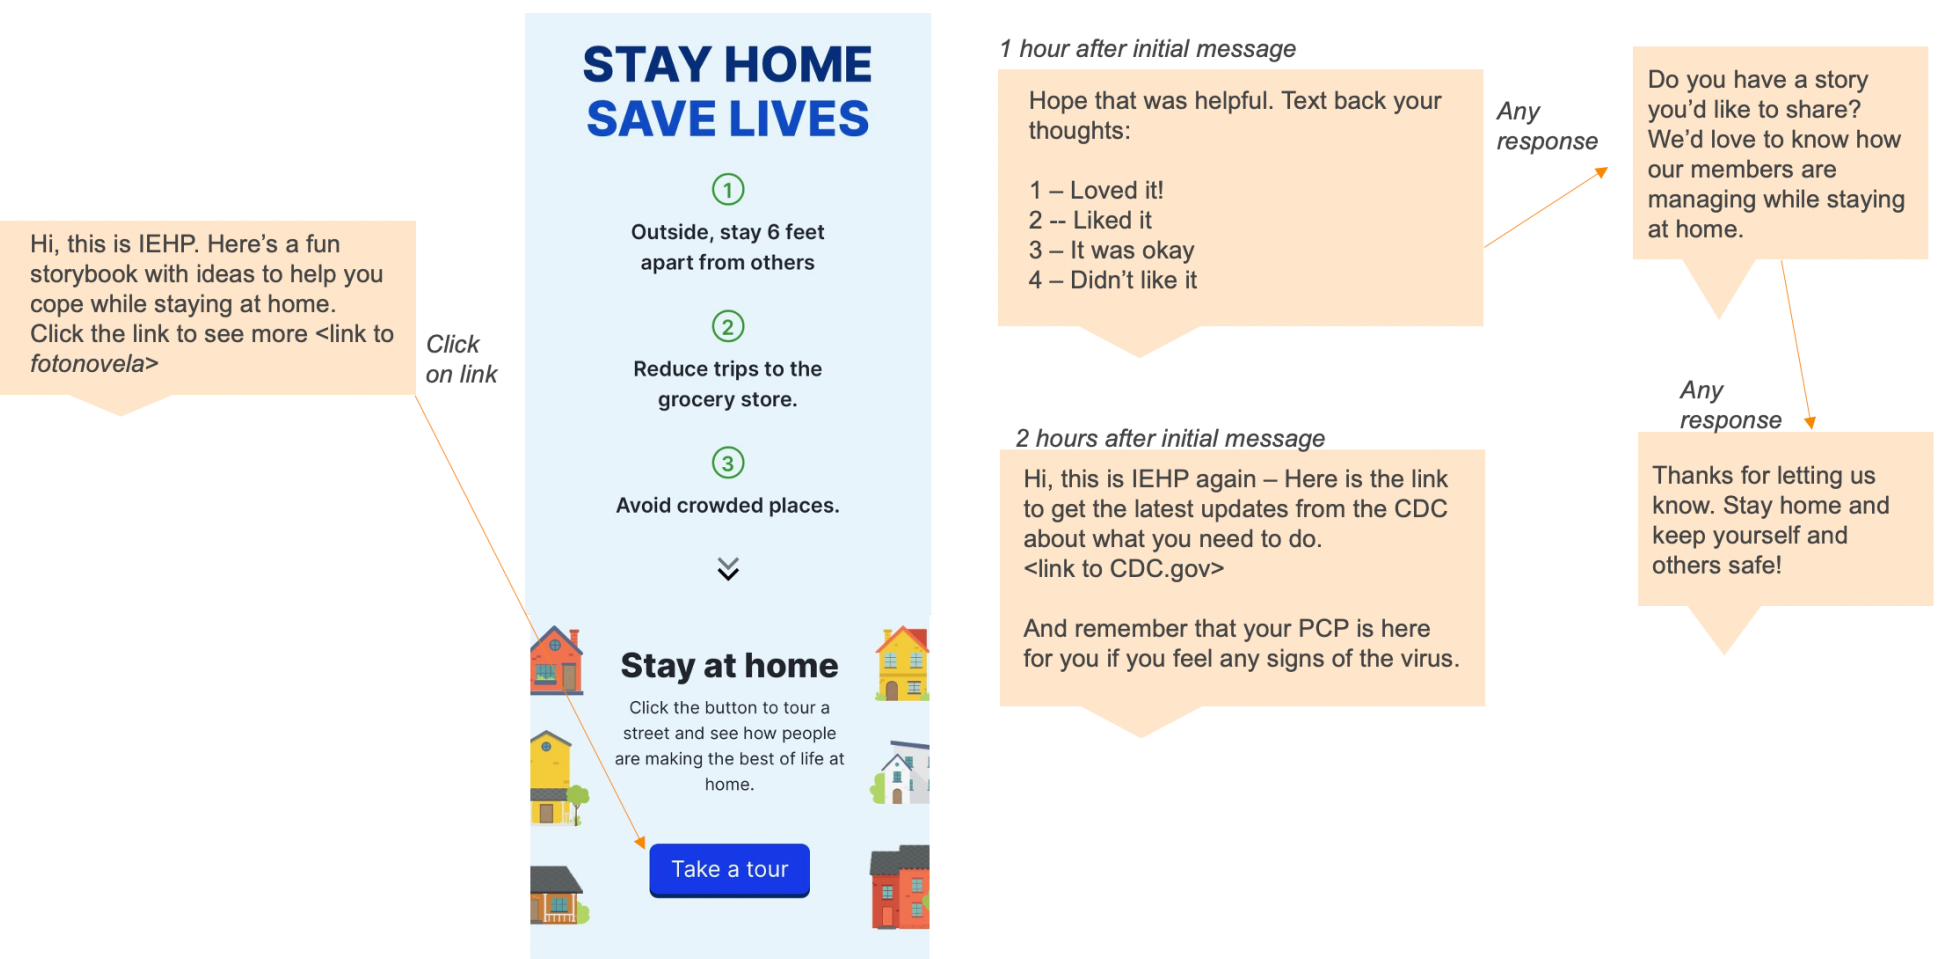 Hi, this is IEHP. Here’s a fun
storybook with ideas to help you
cope while staying at home.
Click the link to see more <link to
fotonovela>
Click
on link
STAY HOME
SAVE LIVES
1
Outside, stay 6 feet
apart from others
2
Reduce trips to the
grocery store.
3
Avoid crowded places.
Stay at home
Click the button to tour a
street and see how people
are making the best of life at
home.
Take a tour
1 hour after initial message
Hope that was helpful. Text back your
thoughts:
1 – Loved it!
2 -- Liked it
3 – It was okay
4 – Didn’t like it
Any
response
Do you have a story
you’d like to share?
We’d love to know how
our members are
managing while staying
at home.
Any
response
Thanks for letting us
know. Stay home and
keep yourself and
others safe!
2 hours after initial message
Hi, this is IEHP again – Here is the link
to get the latest updates from the CDC
about what you need to do.
<link to CDC.gov>
And remember that your PCP is here
for you if you feel any signs of the virus.